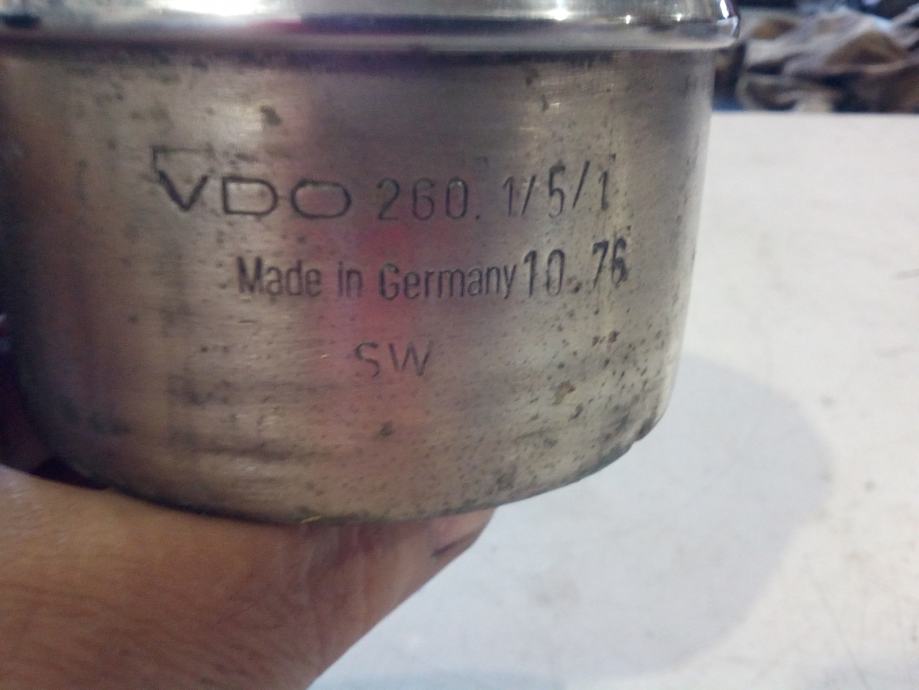 VDO 260. 1/5/1
Made in Germany 10.76
SW